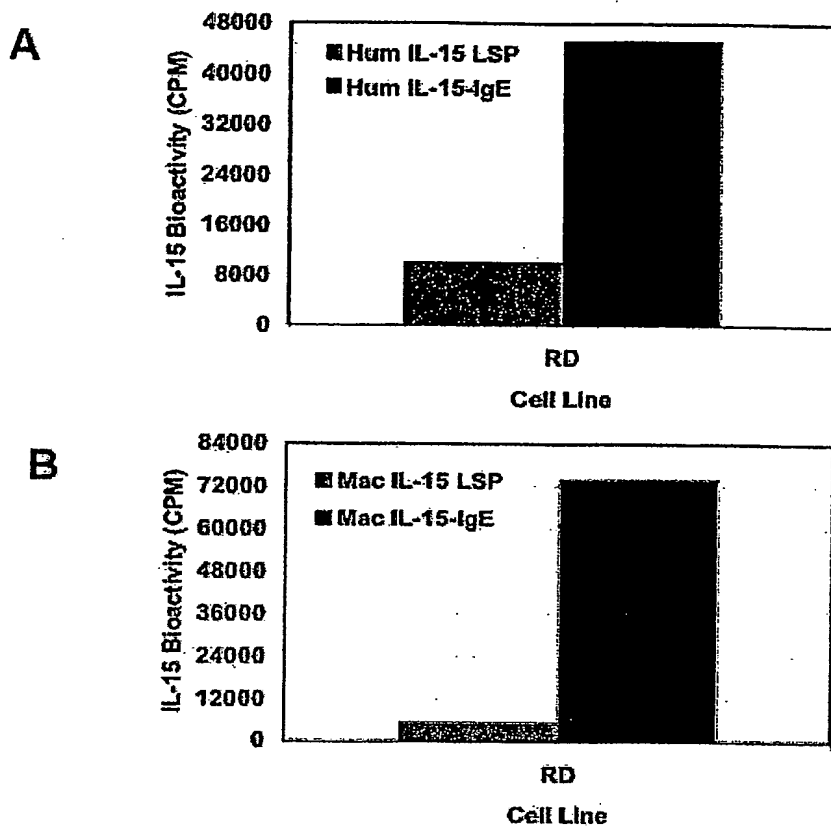 A
IL-15 Bioactivity (CPM)
48000
40000
32000
24000
16000
8000
0
Hum IL-15 LSP
Hum IL-15-IgE
RD
Cell Line
B
IL-15 Bioactivity (CPM)
84000
72000
60000
48000
36000
24000
12000
0
Mac IL-15 LSP
Mac IL-15-IgE
RD
Cell Line